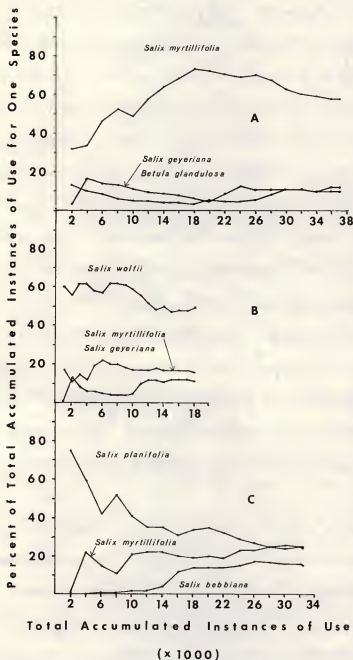 Percent of Total Accumulated Instances of Use for One Species
80
60
40
20
Salix myrtillifolia
A
Salix geyeriana
Betula glandulosa
2 6 10 14 18 22 26 30 34 38
80
60
40
20
Salix wolfii
B
Salix myrtillifolia
Salix geyeriana
2 6 10 14 18
80
60
40
20
Salix planifolia
C
Salix myrtillifolia
Salix bebbiana
2 6 10 14 18 22 26 30 34
Total Accumulated Instances of Use
(x 1000)